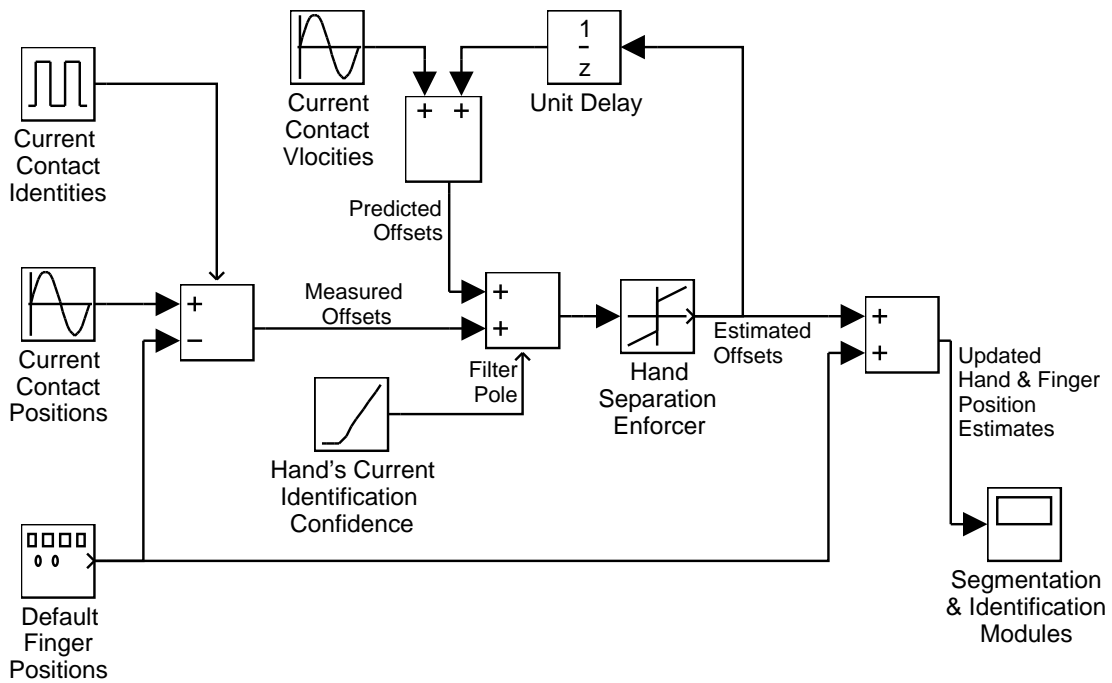 Current
Contact
Identities
Current
Contact
Vlocities
+ +
1
z
Unit Delay
Predicted
Offsets
Current
Contact
Positions
+
−
Measured
Offsets
+
+
Filter
Pole
Hand's Current
Identification
Confidence
Hand
Separation
Enforcer
Estimated
Offsets
+
+
Updated
Hand & Finger
Position
Estimates
Default
Finger
Positions
Segmentation
& Identification
Modules